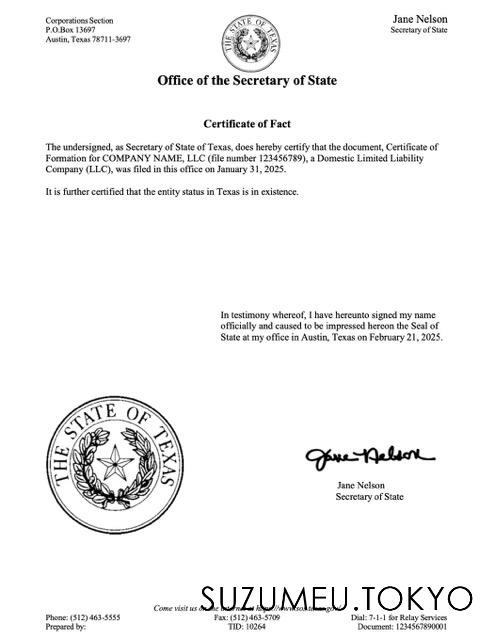 Corporations Section
P.O.Box 13697
Austin, Texas 78711-3697
THE STATE OF TEXAS
Jane Nelson
Secretary of State
Office of the Secretary of State
Certificate of Fact
The undersigned, as Secretary of State of Texas, does hereby certify that the document, Certificate of
Formation for COMPANY NAME, LLC (file number 123456789), a Domestic Limited Liability
Company (LLC), was filed in this office on January 31, 2025.
It is further certified that the entity status in Texas is in existence.
In testimony whereof, I have hereunto signed my name
officially and caused to be impressed hereon the Seal of
State at my office in Austin, Texas on February 21, 2025.
THE STATE OF TEXAS
Jane Nelson
Jane Nelson
Secretary of State
Come visit us on the internet at
SUZUMEU.TOKYO
Phone: (512) 463-5555
Fax: (512) 463-5709
Dial: 7-1-1 for Relay Services
Prepared by:
TID: 10264
Document: 1234567890001